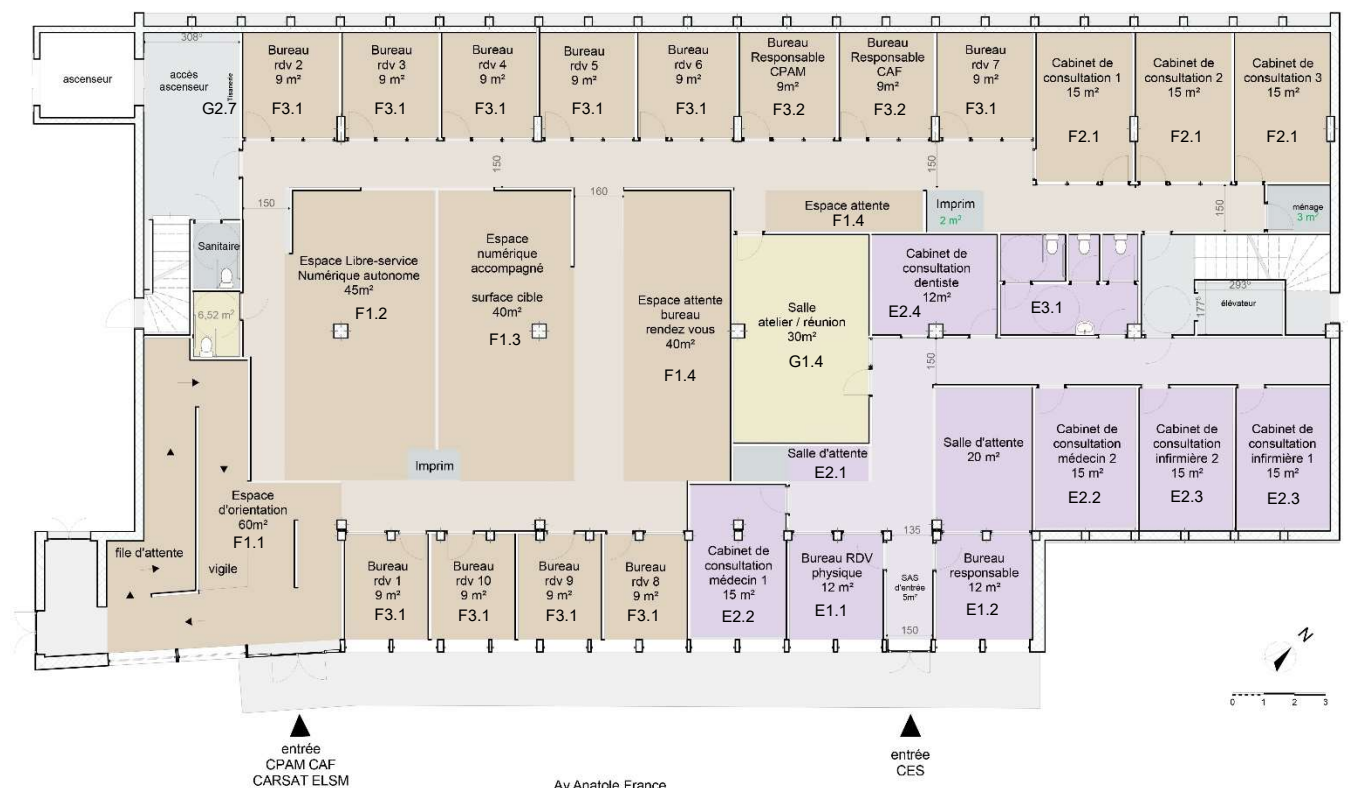 308⁵
ascenseur
accès
ascenseur
Tisanerie
G2.7
Bureau
rdv 2
9 m²
F3.1
Bureau
rdv 3
9 m²
F3.1
Bureau
rdv 4
9 m²
F3.1
Bureau
rdv 5
9 m²
F3.1
Bureau
rdv 6
9 m²
F3.1
Bureau
Responsable
CPAM
9m²
F3.2
Bureau
Responsable
CAF
9m²
F3.2
Bureau
rdv 7
9 m²
F3.1
Cabinet de
consultation 1
15 m²
F2.1
Cabinet de
consultation 2
15 m²
F2.1
Cabinet de
consultation 3
15 m²
F2.1
150
150
160
150
150
Espace attente
F1.4
Imprim
2 m²
ménage
3 m²
Sanitaire
6,52 m²
Espace Libre-service
Numérique autonome
45m²
F1.2
Espace
numérique
accompagné
surface cible
40m²
F1.3
Espace attente
bureau
rendez vous
40m²
F1.4
Salle
atelier / réunion
30m²
G1.4
Cabinet de
consultation
dentiste
12m²
E2.4
E3.1
293⁵
177⁵
élévateur
150
Imprim
Salle d'attente
E2.1
Salle d'attente
20 m²
Cabinet de
consultation
médecin 2
15 m²
E2.2
Cabinet de
consultation
infirmière 2
15 m²
E2.3
Cabinet de
consultation
infirmière 1
15 m²
E2.3
Espace
d'orientation
60m²
F1.1
file d'attente
vigile
Bureau
rdv 1
9 m²
F3.1
Bureau
rdv 10
9 m²
F3.1
Bureau
rdv 9
9 m²
F3.1
Bureau
rdv 8
9 m²
F3.1
Cabinet de
consultation
médecin 1
15 m²
E2.2
Bureau RDV
physique
12 m²
E1.1
135
SAS
d'entrée
5m²
150
Bureau
responsable
12 m²
E1.2
N
0 1 2 3
entrée
CPAM CAF
CARSAT ELSM
entrée
CES
Av Anatole France